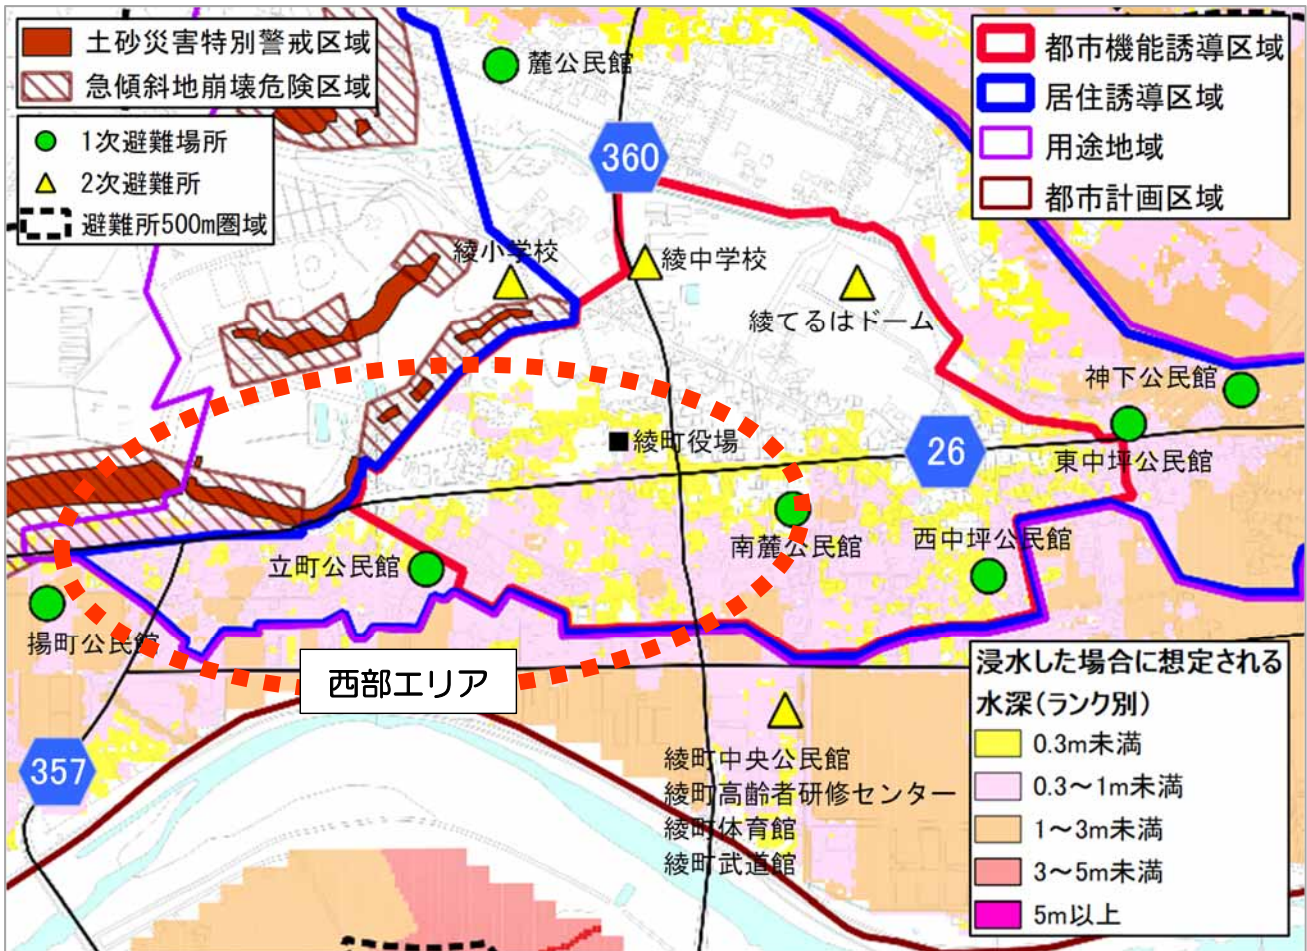 土砂災害特別警戒区域
急傾斜地崩壊危険区域
1次避難場所
2次避難所
避難所500m圏域
都市機能誘導区域
居住誘導区域
用途地域
都市計画区域
麓公民館
360
綾小学校
綾中学校
綾てるはドーム
神下公民館
綾町役場
26
東中坪公民館
南麓公民館
西中坪公民館
立町公民館
揚町公民館
西部エリア
357
綾町中央公民館
綾町高齢者研修センター
綾町体育館
綾町武道館
浸水した場合に想定される
水深(ランク別)
0.3m未満
0.3～1m未満
1～3m未満
3～5m未満
5m以上